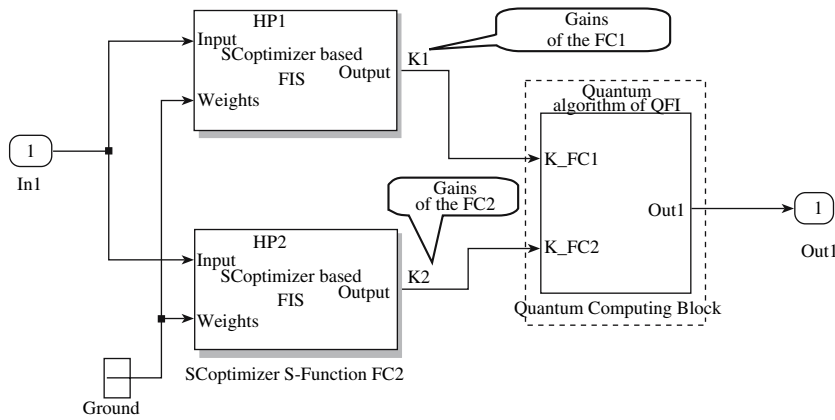 HP1
Input
SCoptimizer based
FIS
Output
Weights
K1
Gains
of the FC1
Quantum
algorithm of QFI
K_FC1
K_FC2
Out1
Quantum Computing Block
1
In1
1
Out1
Gains
of the FC2
HP2
Input
SCoptimizer based
FIS
Output
Weights
K2
SCoptimizer S-Function FC2
Ground